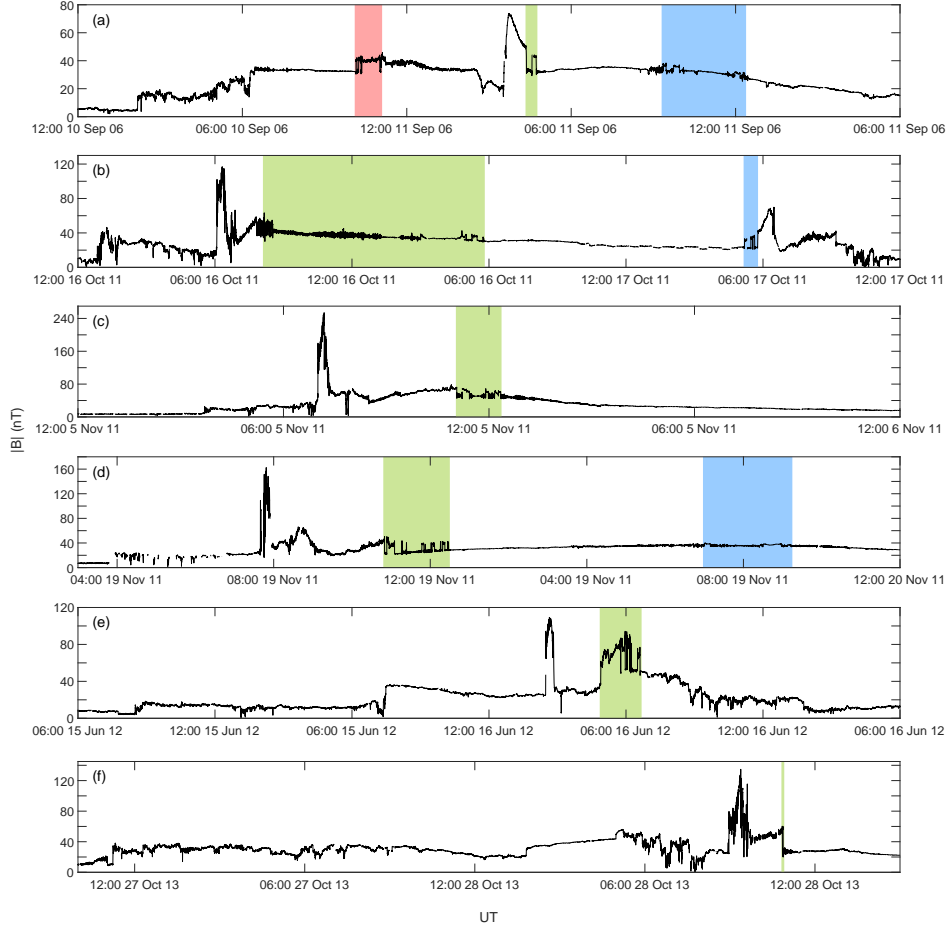 (a)
80
60
40
20
0
12:00 10 Sep 06 06:00 10 Sep 06 12:00 11 Sep 06 06:00 11 Sep 06 12:00 11 Sep 06 06:00 11 Sep 06
(b)
120
80
40
0
12:00 16 Oct 11 06:00 16 Oct 11 12:00 16 Oct 11 06:00 16 Oct 11 12:00 17 Oct 11 06:00 17 Oct 11 12:00 17 Oct 11
(c)
240
160
80
0
12:00 5 Nov 11 06:00 5 Nov 11 12:00 5 Nov 11 06:00 5 Nov 11 12:00 6 Nov 11
|B| (nT)
(d)
160
120
80
40
0
04:00 19 Nov 11 08:00 19 Nov 11 12:00 19 Nov 11 04:00 19 Nov 11 08:00 19 Nov 11 12:00 20 Nov 11
(e)
120
80
40
0
06:00 15 Jun 12 12:00 15 Jun 12 06:00 15 Jun 12 12:00 16 Jun 12 06:00 16 Jun 12 12:00 16 Jun 12 06:00 16 Jun 12
(f)
120
80
40
0
12:00 27 Oct 13 06:00 27 Oct 13 12:00 28 Oct 13 06:00 28 Oct 13 12:00 28 Oct 13
UT